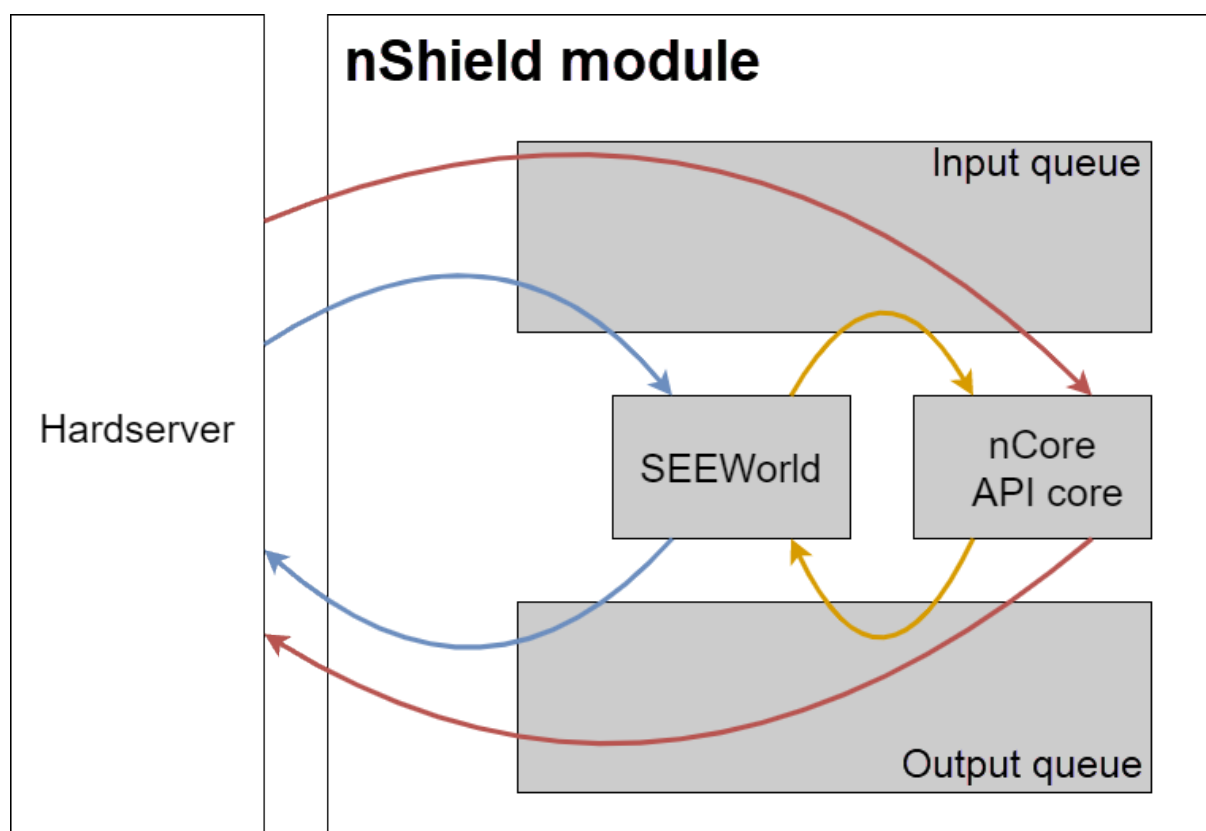 nShield module
Input queue
Hardserver
SEEWorld
nCore
API core
Output queue